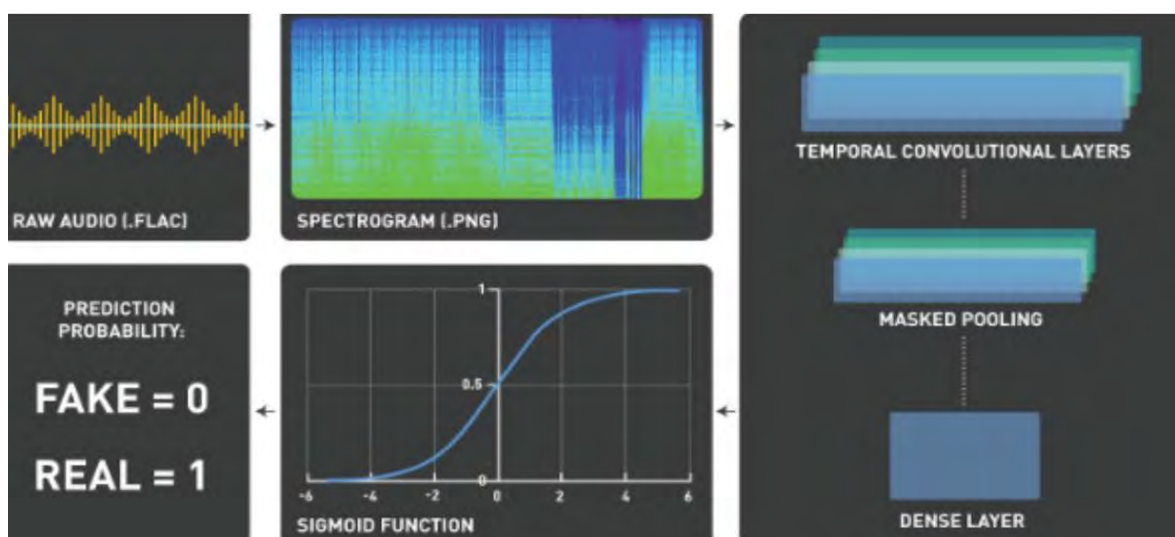 RAW AUDIO (.FLAC)
SPECTROGRAM (.PNG)
TEMPORAL CONVOLUTIONAL LAYERS
MASKED POOLING
DENSE LAYER
1
0.5
0
-6 -4 -2 0 2 4 6
SIGMOID FUNCTION
PREDICTION
PROBABILITY:
FAKE = 0
REAL = 1